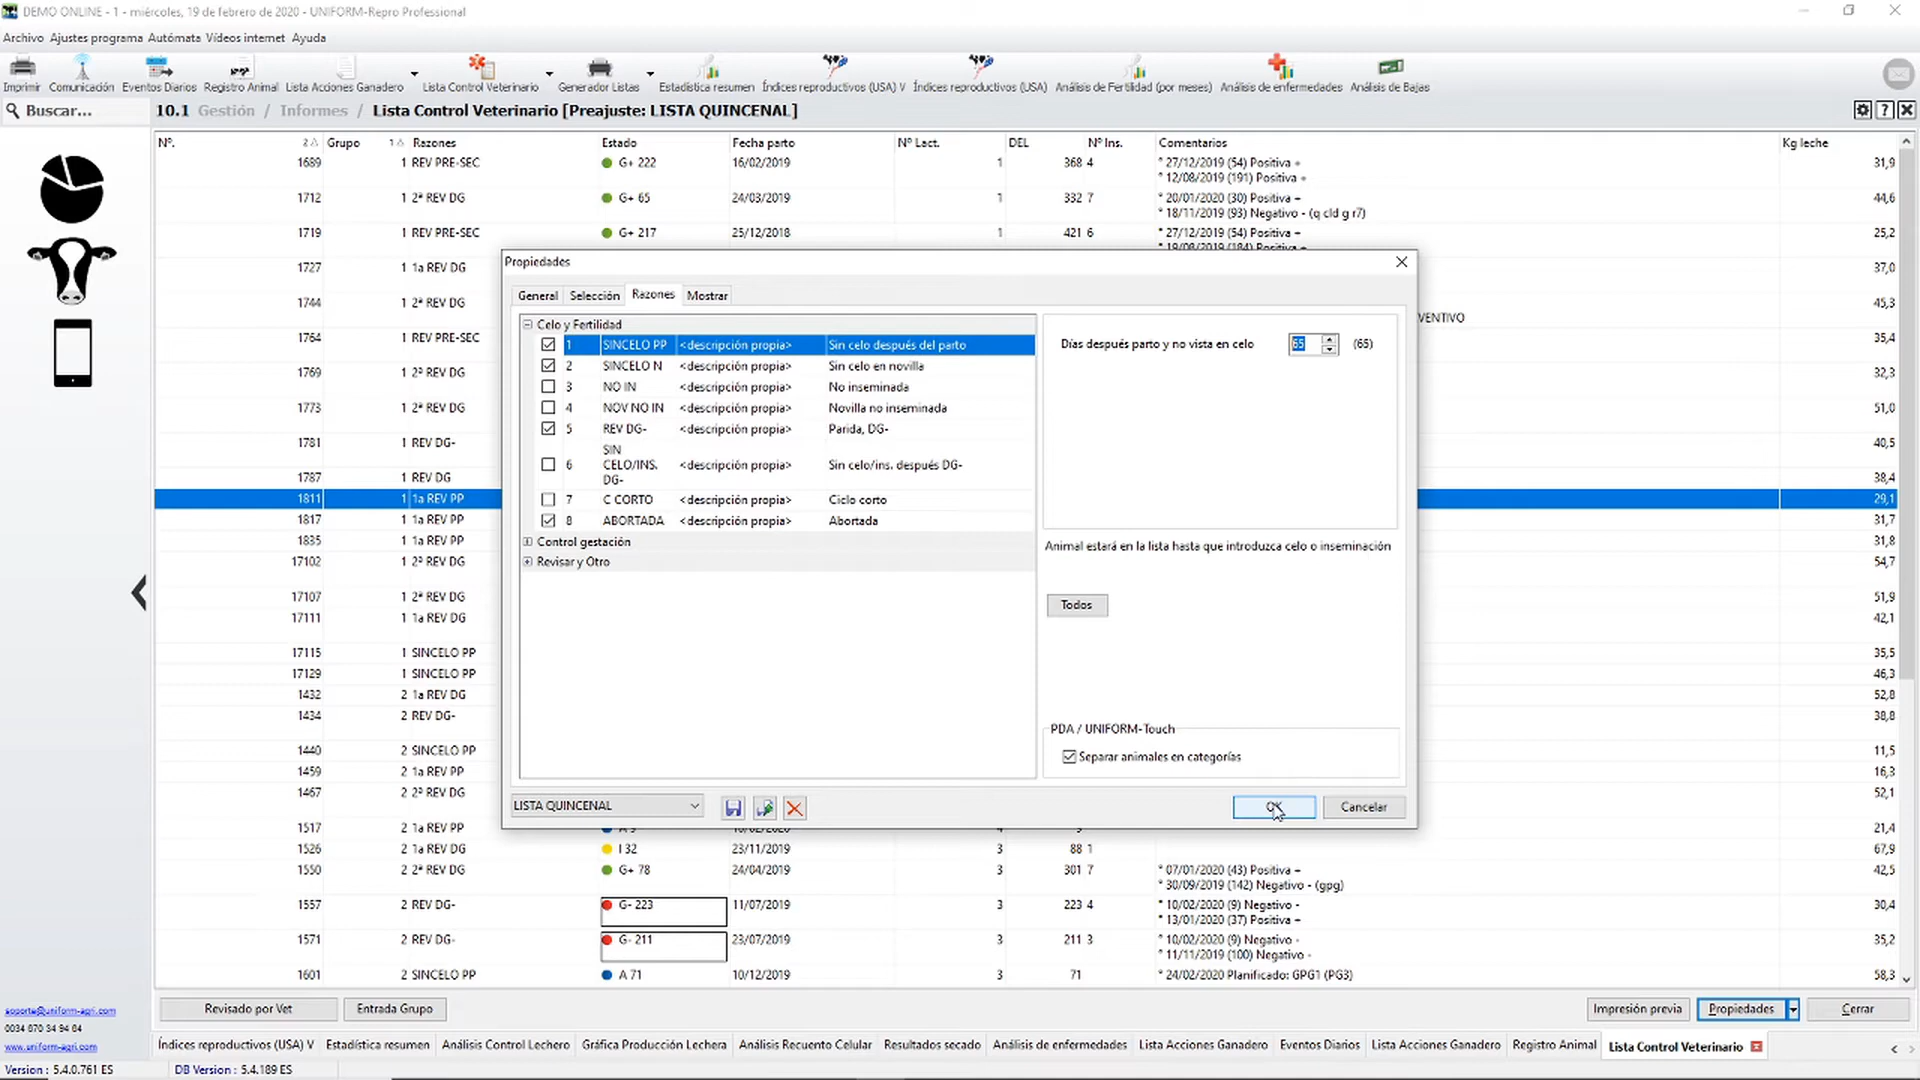 DEMO ONLINE - 1 - miércoles, 19 de febrero de 2020 - UNIFORM-Repro Professional
Archivo Ajustes programa Autómata Vídeos internet Ayuda
Imprimir Comunicación Eventos Diarios Registro Animal Lista Acciones Ganadero Lista Control Veterinario Generador Listas Estadística resumen Índices reproductivos (USA) V Índices reproductivos (USA) Análisis de Fertilidad (por meses) Análisis de enfermedades Análisis de Bajas
Buscar... 10.1 Gestión / Informes / Lista Control Veterinario [Preajuste: LISTA QUINCENAL]
Nº. 2 Grupo 1 Razones Estado Fecha parto Nº Lact. DEL Nº Ins. Comentarios Kg leche
1689 1 REV PRE-SEC G+ 222 16/02/2019 1 368 4 * 27/12/2019 (54) Positiva + 31,9
* 12/08/2019 (191) Positiva +
1712 1 2ª REV DG G+ 65 24/03/2019 1 332 7 * 20/01/2020 (30) Positiva + 44,6
* 18/11/2019 (93) Negativo - (q cld g r7)
1719 1 REV PRE-SEC G+ 217 25/12/2018 1 421 6 * 27/12/2019 (54) Positiva + 25,2
* 19/08/2019 (184) Positiva +
1727 1 1a REV DG 37,0
1744 1 2ª REV DG 45,3
VENTIVO
1764 1 REV PRE-SEC 35,4
1769 1 2ª REV DG 32,3
1773 1 2ª REV DG 51,0
1781 1 REV DG- 40,5
1787 1 REV DG 38,4
1811 1 1a REV PP 29,1
1817 1 1a REV PP 31,7
1835 1 1a REV PP 31,8
17102 1 2ª REV DG 54,7
17107 1 2ª REV DG 51,9
17111 1 1a REV DG 42,1
17115 1 SINCELO PP 35,5
17129 1 SINCELO PP 43,3
1432 2 1a REV DG 52,8
1434 2 REV DG- 38,8
1440 2 SINCELO PP 11,5
1459 2 1a REV PP 16,3
1467 2 2ª REV DG 52,1
1517 2 1a REV PP A 9 10/02/2020 4 9 21,4
1526 2 1a REV DG I 32 23/11/2019 3 88 1 67,9
1550 2 2ª REV DG G+ 78 24/04/2019 3 301 7 * 07/01/2020 (43) Positiva + 42,5
* 30/09/2019 (142) Negativo - (gpg)
1557 2 REV DG- G- 223 11/07/2019 3 223 4 * 10/02/2020 (9) Negativo - 30,4
* 13/01/2020 (37) Positiva +
1571 2 REV DG- G- 211 23/07/2019 3 211 3 * 10/02/2020 (9) Negativo - 35,2
* 11/11/2019 (100) Negativo -
1601 2 SINCELO PP A 71 10/12/2019 3 71 * 24/02/2020 Planificado: GPG1 (PG3) 58,3
Propiedades
General Selección Razones Mostrar
Celo y Fertilidad
1 SINCELO PP <descripción propia> Sin celo después del parto
2 SINCELO N <descripción propia> Sin celo en novilla
3 NO IN <descripción propia> No inseminada
4 NOV NO IN <descripción propia> Novilla no inseminada
5 REV DG- <descripción propia> Parida, DG-
6 SIN CELO/INS. DG- <descripción propia> Sin celo/ins. después DG-
7 C CORTO <descripción propia> Ciclo corto
8 ABORTADA <descripción propia> Abortada
Control gestación
Revisar y Otro
Días después parto y no vista en celo 65 (65)
Animal estará en la lista hasta que introduzca celo o inseminación
Todos
PDA / UNIFORM-Touch
Separar animales en categorías
LISTA QUINCENAL OK Cancelar
Revisado por Vet Entrada Grupo Impresión previa Propiedades Cerrar
soporte@uniform-agri.com
0034 670 34 94 64
www.uniform-agri.com
Índices reproductivos (USA) V Estadística resumen Análisis Control Lechero Gráfica Producción Lechera Análisis Recuento Celular Resultados secado Análisis de enfermedades Lista Acciones Ganadero Eventos Diarios Lista Acciones Ganadero Registro Animal Lista Control Veterinario
Version : 5.4.0.761 ES DB Version : 5.4.189 ES